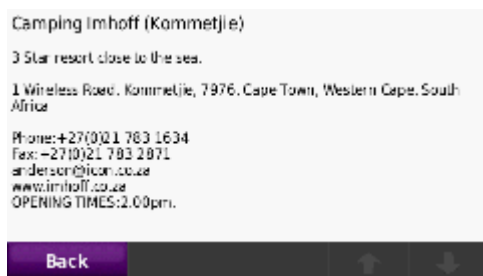 Camping Imhoff (Kommetjie)
3 Star resort close to the sea.
1 Wireless Road, Kommetjie, 7976, Cape Town, Western Cape, South
Africa
Phone:+27(0)21 783 1634
Fax:+27(0)21 783 2871
anderson@icon.co.za
www.imhoff.co.za
OPENING TIMES:2.00pm.
Back